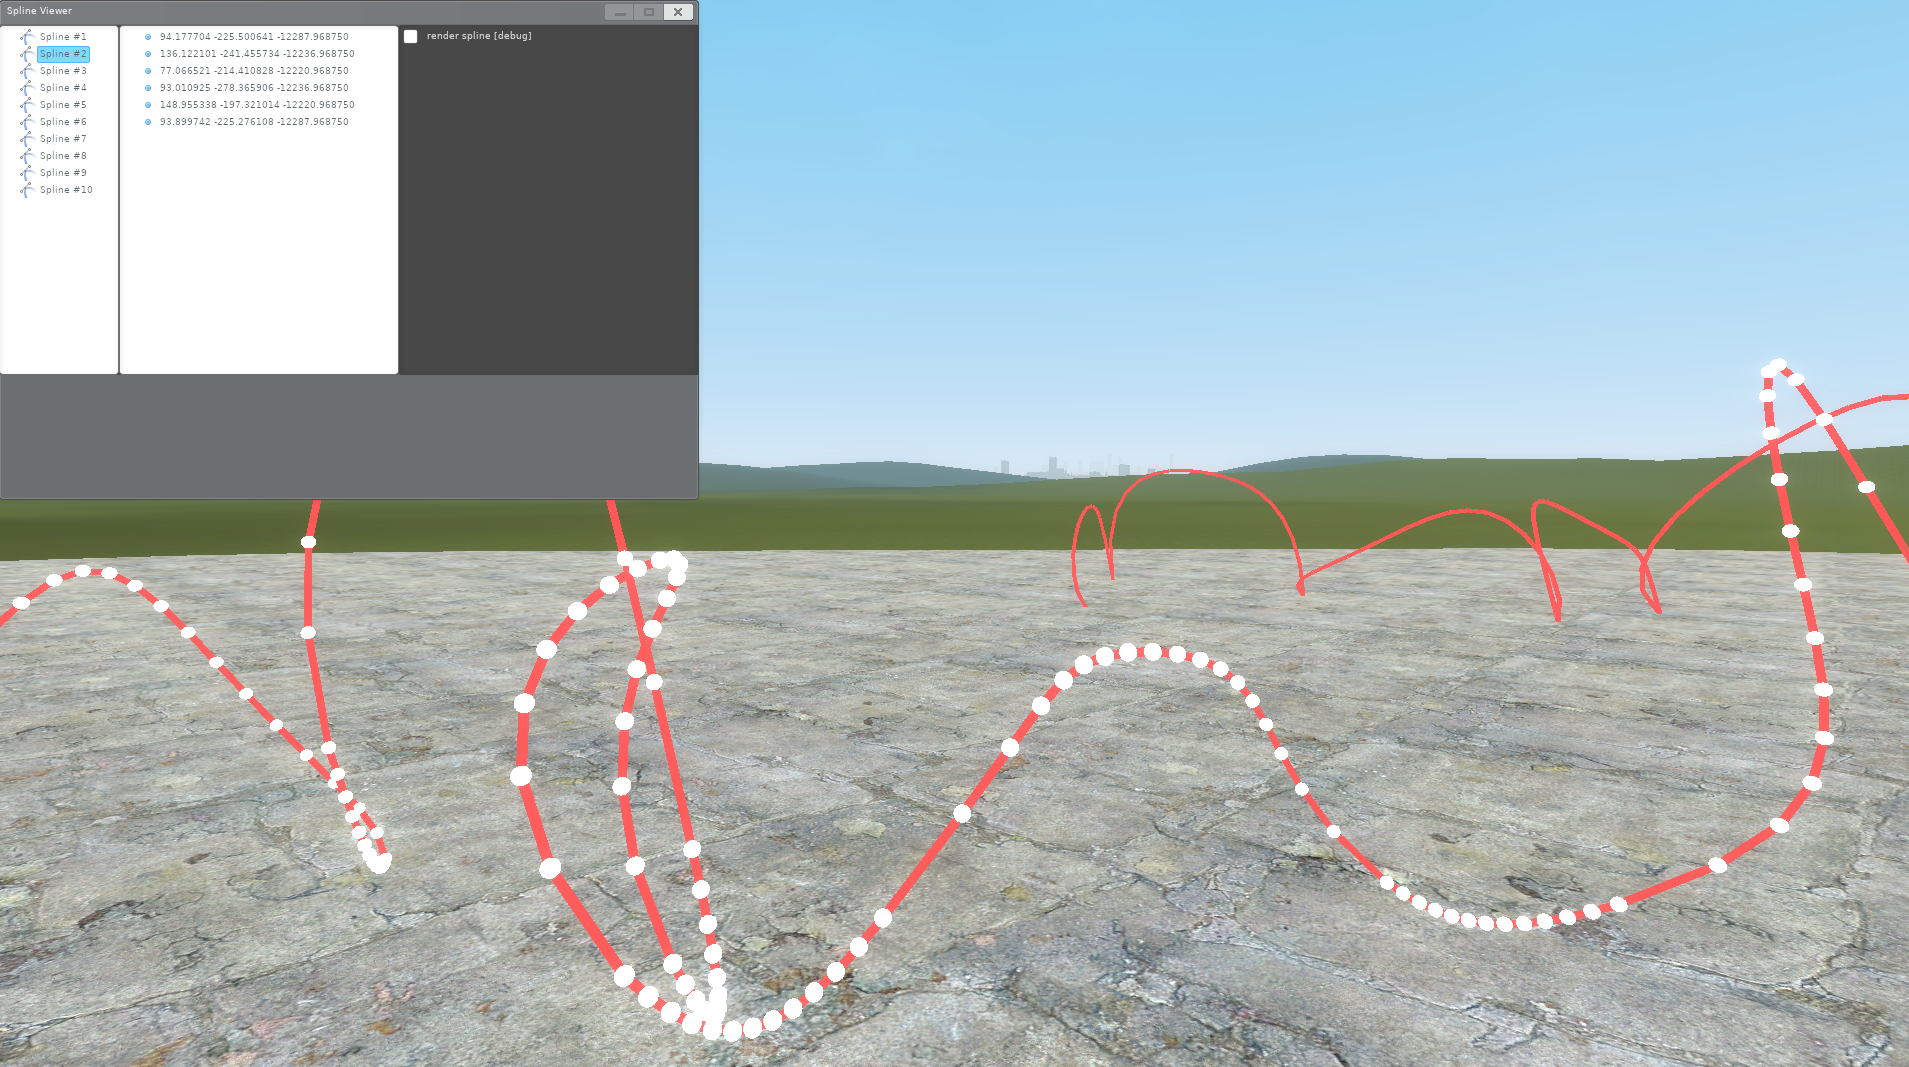 Spline Viewer
Spline #1
Spline #2
Spline #3
Spline #4
Spline #5
Spline #6
Spline #7
Spline #8
Spline #9
Spline #10
94.177704 -225.500641 -12287.968750
136.122101 -241.455734 -12236.968750
77.066521 -214.410828 -12220.968750
93.010925 -278.365906 -12236.968750
148.955338 -197.321014 -12220.968750
93.899742 -225.276108 -12287.968750
render spline [debug]